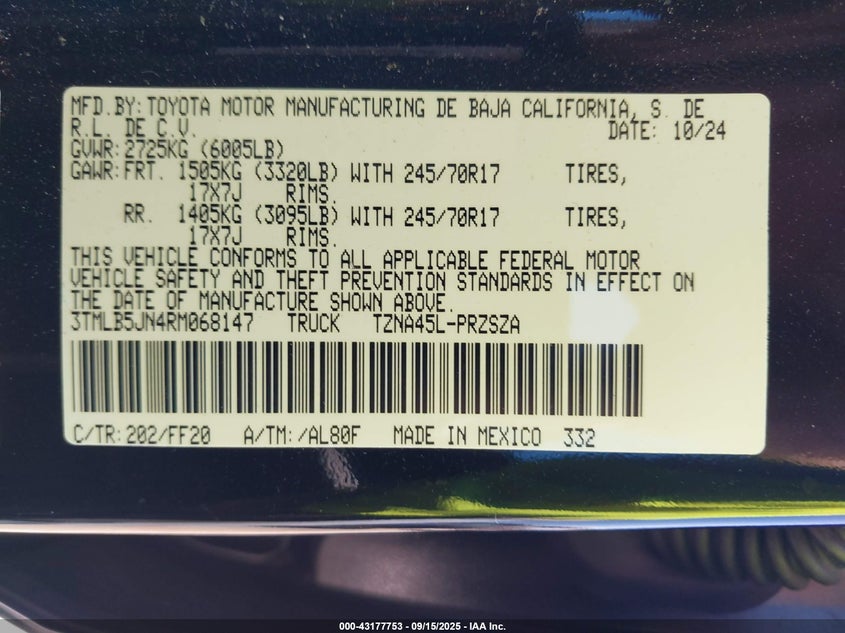 MFD.BY: TOYOTA MOTOR MANUFACTURING DE BAJA CALIFORNIA, S. DE
R.L. DE C.V. DATE: 10/24
GVWR: 2725KG (6005LB)
GAWR: FRT. 1505KG (3320LB) WITH 245/70R17 TIRES,
17X7J RIMS.
RR. 1405KG (3095LB) WITH 245/70R17 TIRES,
17X7J RIMS.
THIS VEHICLE CONFORMS TO ALL APPLICABLE FEDERAL MOTOR
VEHICLE SAFETY AND THEFT PREVENTION STANDARDS IN EFFECT ON
THE DATE OF MANUFACTURE SHOWN ABOVE.
3TMLB5JN4RM068147 TRUCK TZNA45L-PRZSZA
C/TR: 202/FF20 A/TM: /AL80F MADE IN MEXICO 332
000-43177753 - 09/15/2025 - IAA Inc.